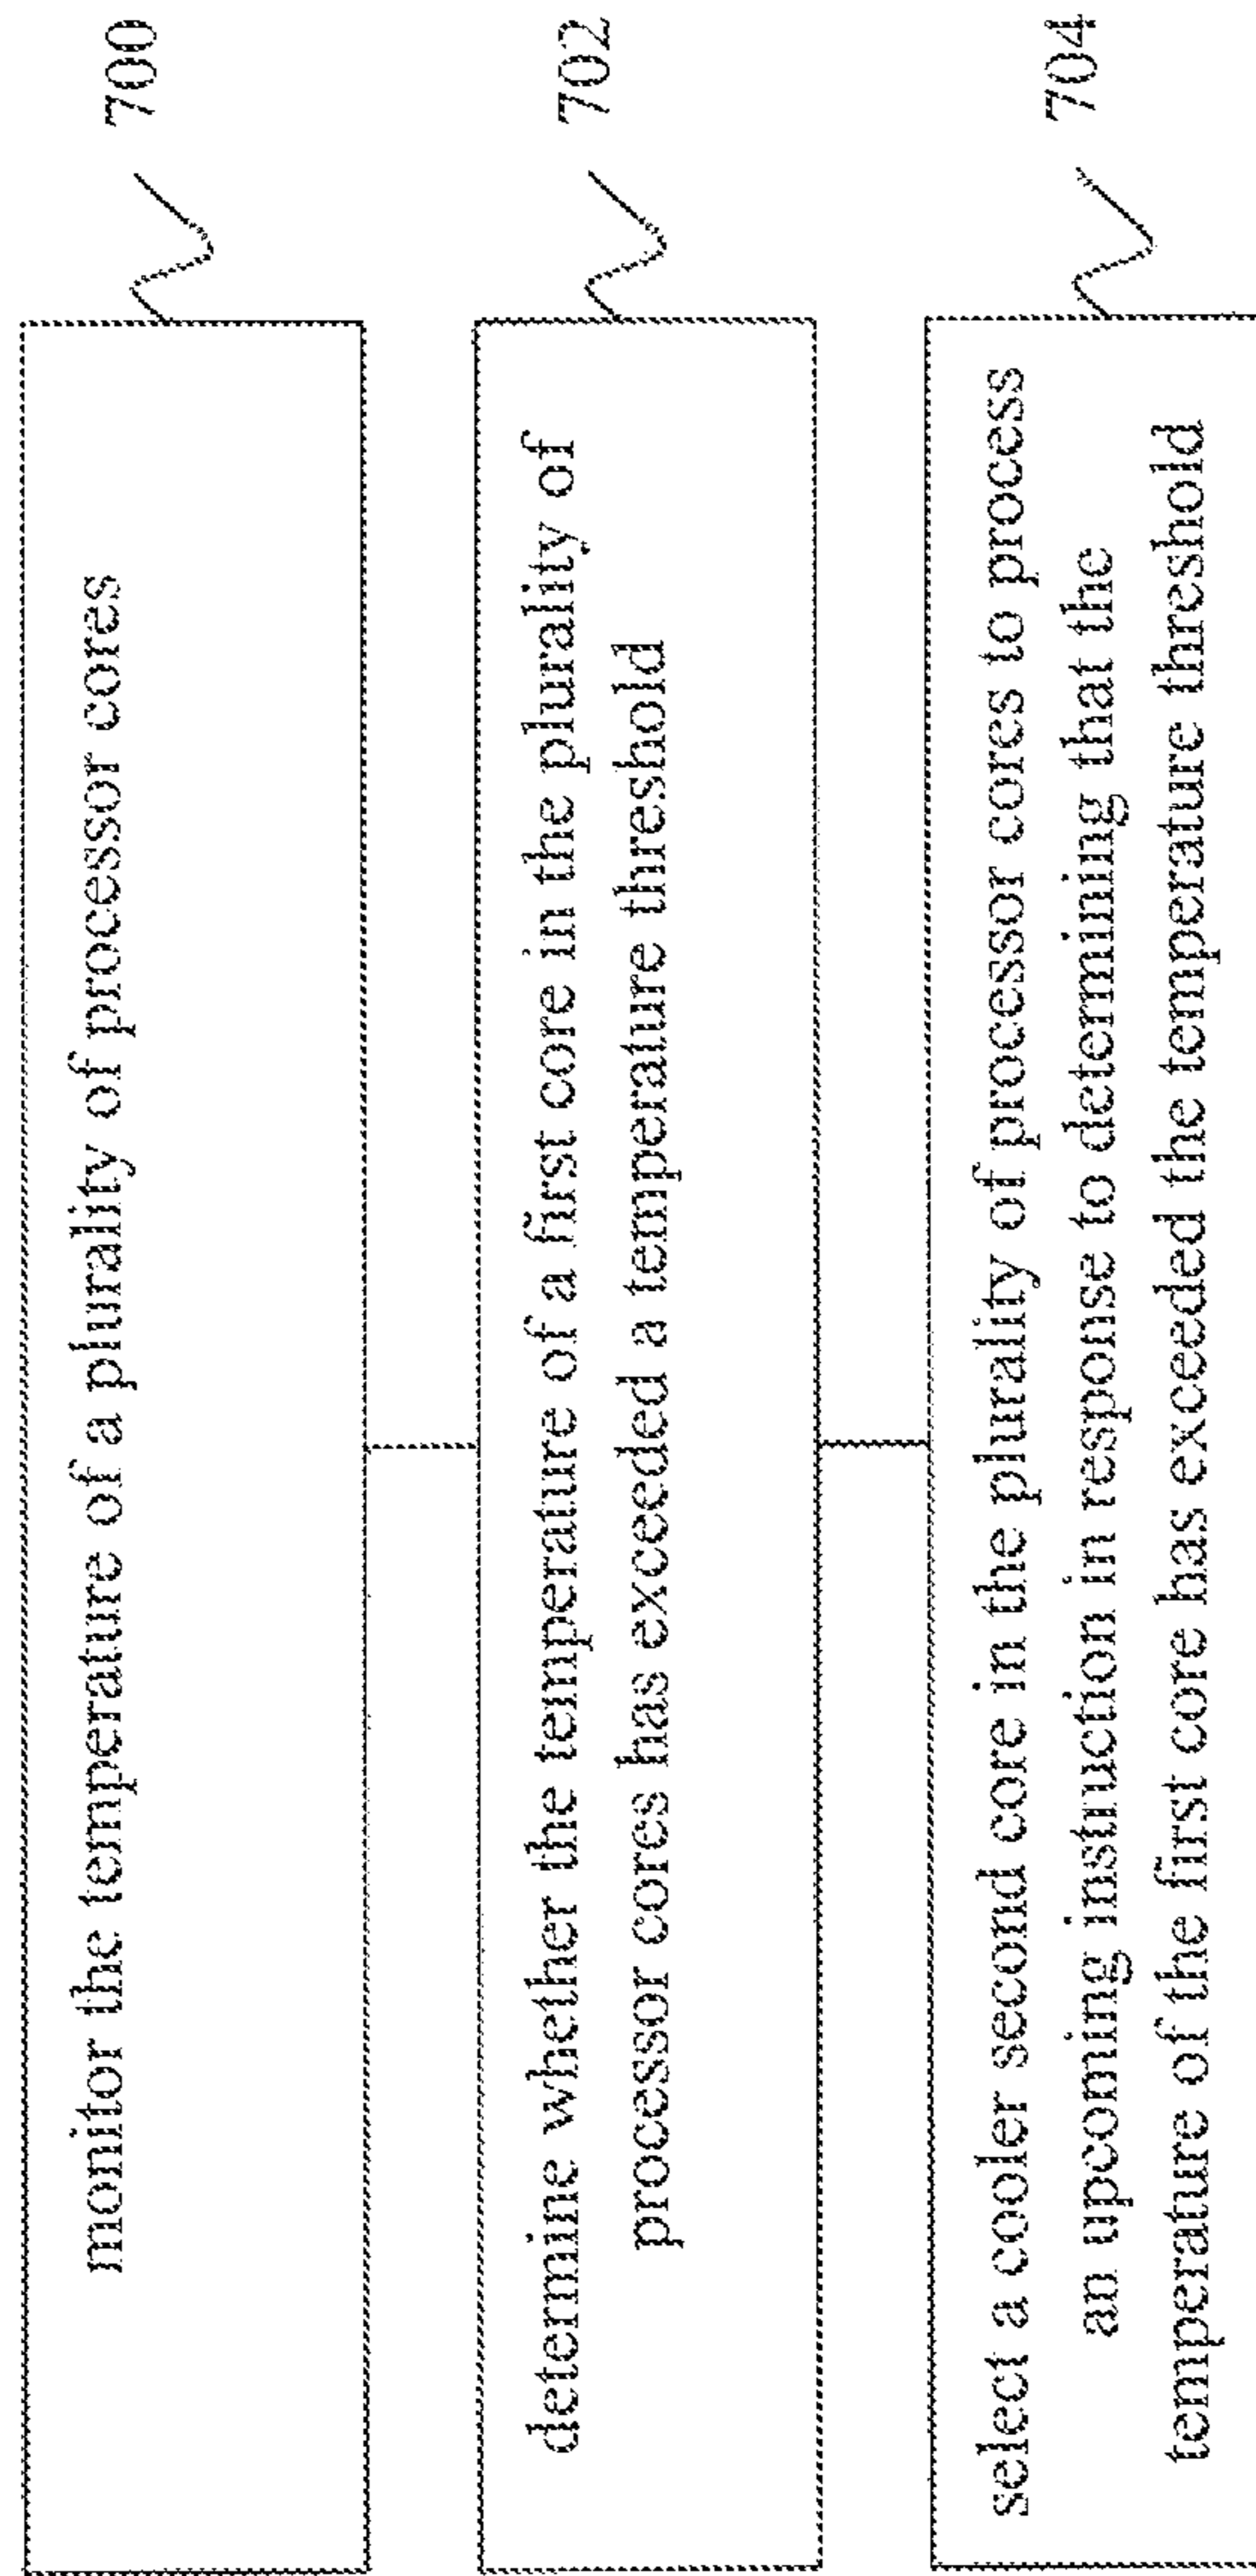 monitor the temperature of a plurality of processor cores
700
determine whether the temperature of a first core in the plurality of
processor cores has exceeded a temperature threshold
702
select a cooler second core in the plurality of processor cores to process
an upcoming instruction in response to determining that the
temperature of the first core has exceeded the temperature threshold
704